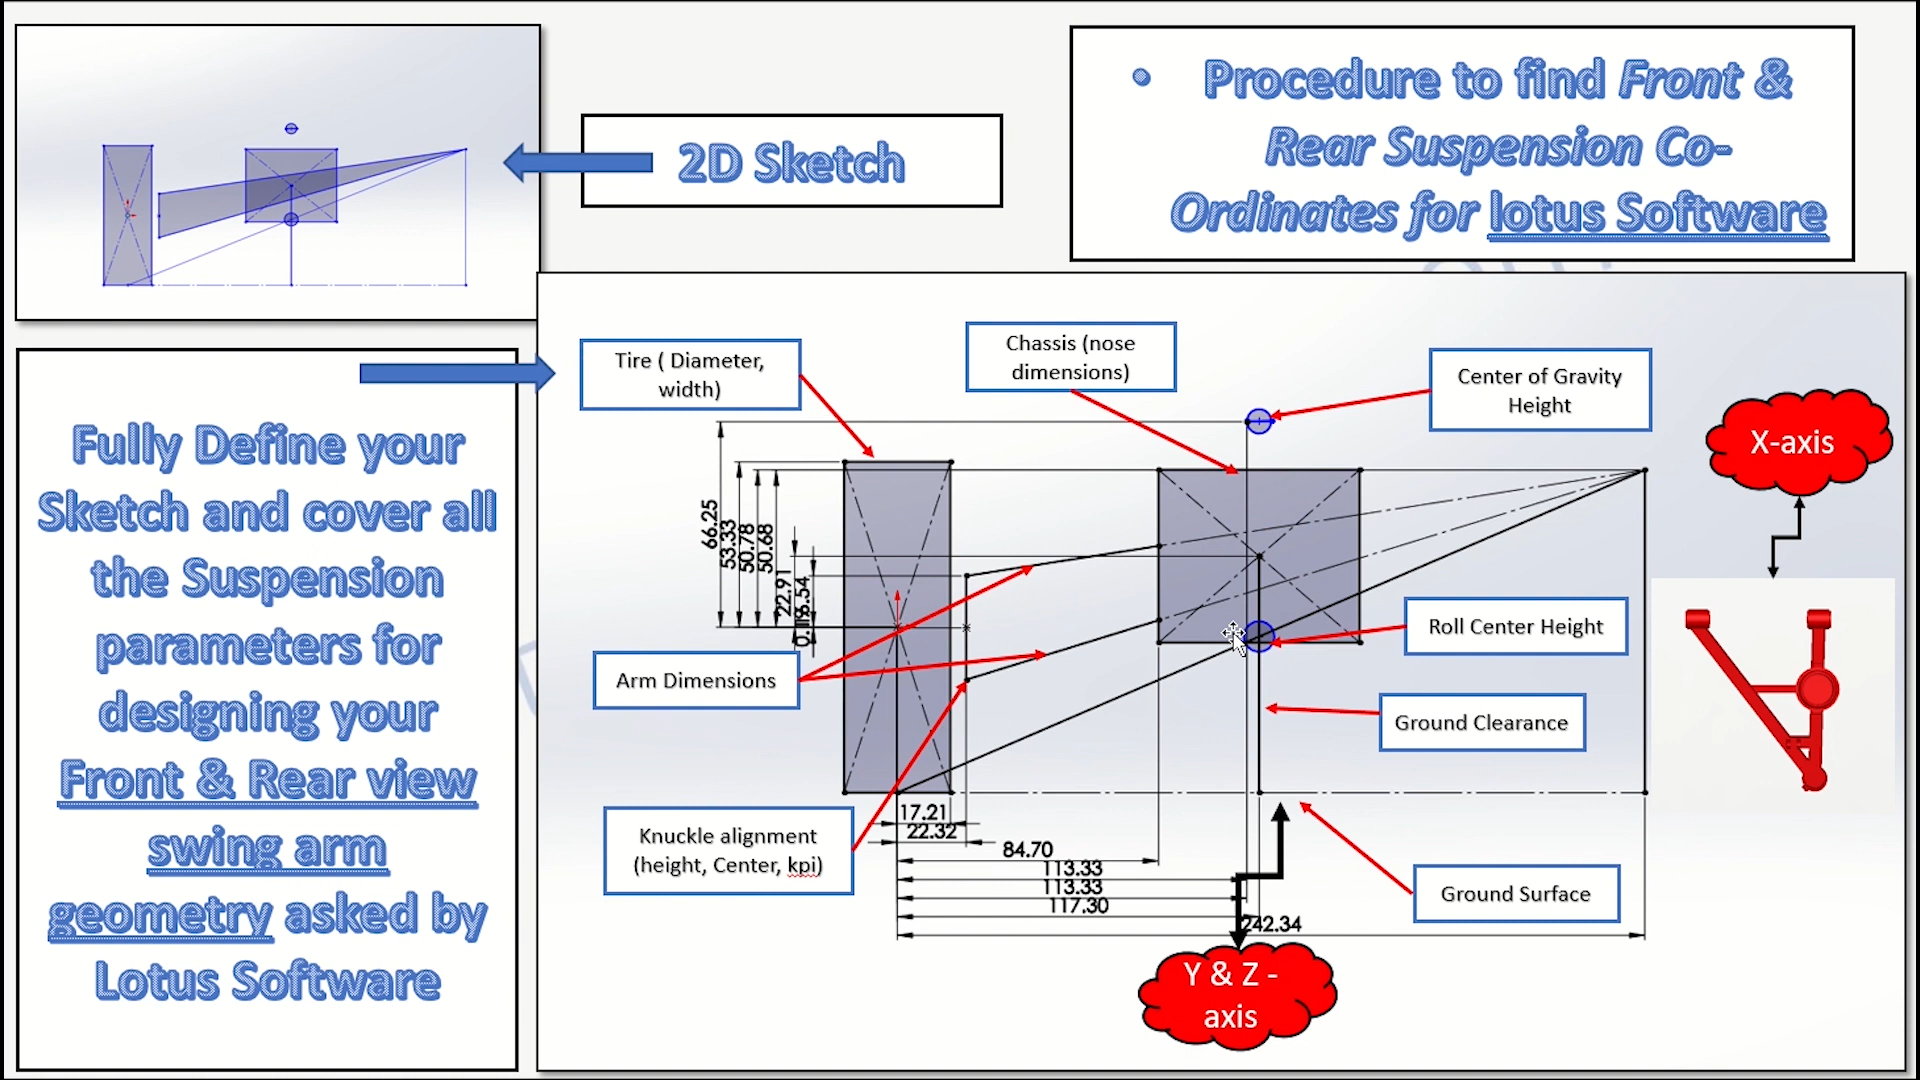 • Procedure to find Front &
Rear Suspension Co-
Ordinates for lotus Software
2D Sketch
Fully Define your
Sketch and cover all
the Suspension
parameters for
designing your
Front & Rear view
swing arm
geometry asked by
Lotus Software
Tire ( Diameter,
width)
Chassis (nose
dimensions)
Center of Gravity
Height
X-axis
66.25
53.33
50.78
50.68
22.91
Roll Center Height
Arm Dimensions
Ground Clearance
Knuckle alignment
(height, Center, kpi)
17.21
22.32
84.70
113.33
113.33
117.30
242.34
Ground Surface
Y & Z -
axis